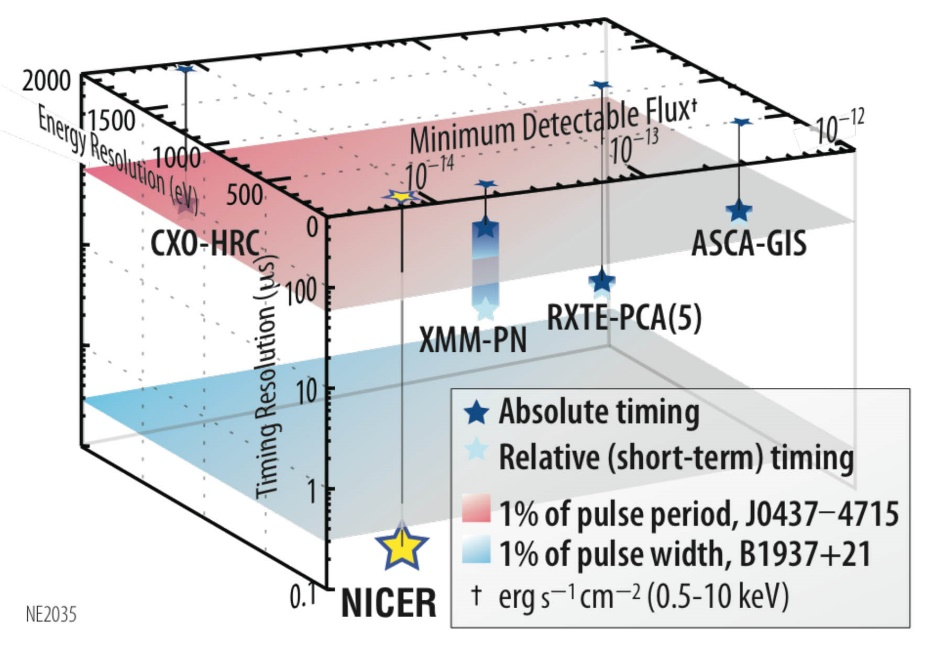 2000
Energy Resolution (eV)
1500
1000
500
0
Minimum Detectable Flux†
10−14
10−13
10−12
CXO-HRC
ASCA-GIS
XMM-PN
RXTE-PCA(5)
Timing Resolution (μs)
100
10
1
0.1
NICER
Absolute timing
Relative (short-term) timing
1% of pulse period, J0437−4715
1% of pulse width, B1937+21
† erg s−1 cm−2 (0.5-10 keV)
NE2035